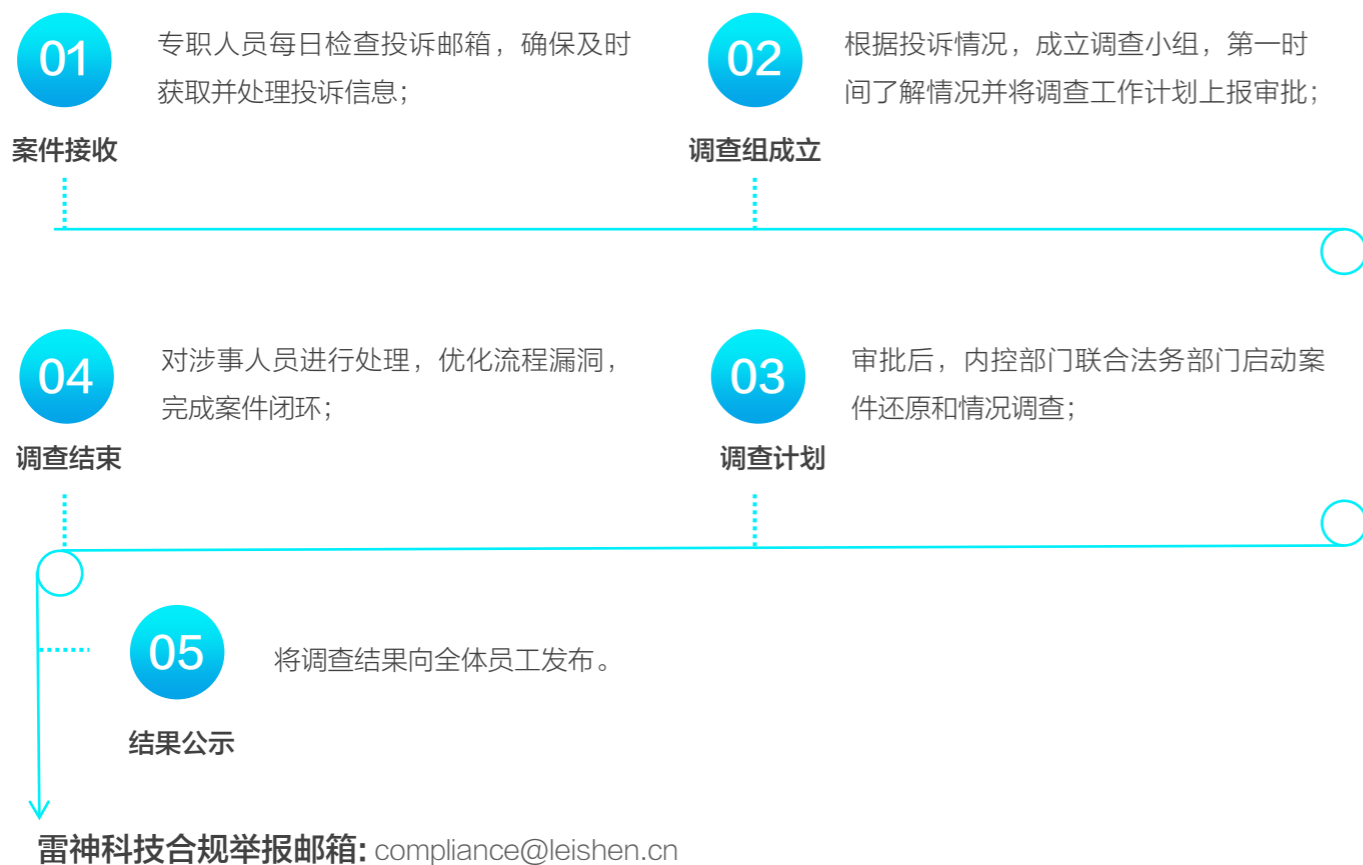 01
专职人员每日检查投诉邮箱，确保及时
获取并处理投诉信息；
案件接收
02
根据投诉情况，成立调查小组，第一时
间了解情况并将调查工作计划上报审批；
调查组成立
03
审批后，内控部门联合法务部门启动案
件还原和情况调查；
调查计划
04
对涉事人员进行处理，优化流程漏洞，
完成案件闭环；
调查结束
05
将调查结果向全体员工发布。
结果公示
雷神科技合规举报邮箱: compliance@leishen.cn